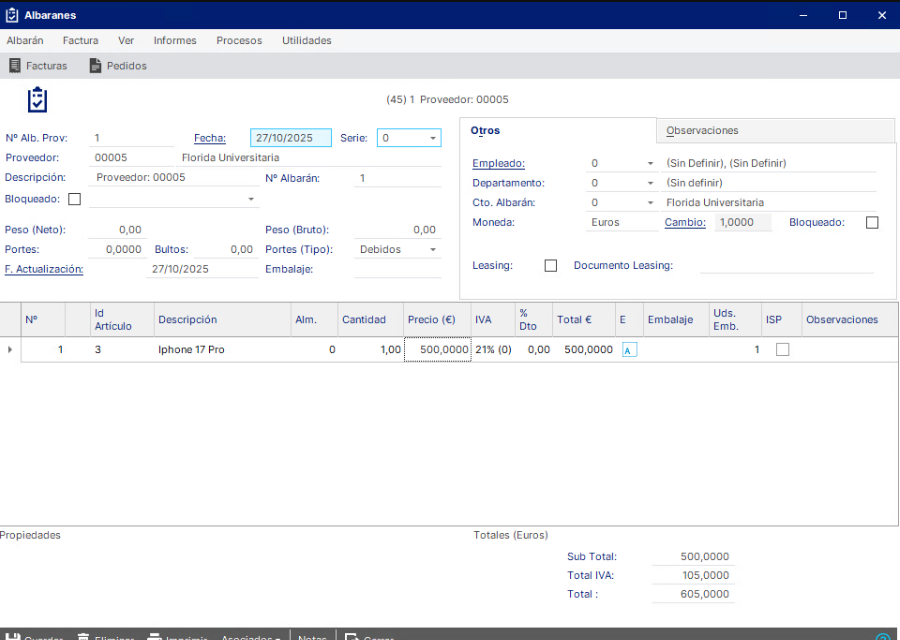 Albaranes
Albarán Factura Ver Informes Procesos Utilidades
Facturas Pedidos
(45) 1 Proveedor: 00005
Nº Alb. Prov: 1 Fecha: 27/10/2025 Serie: 0
Proveedor: 00005 Florida Universitaria
Descripción: Proveedor: 00005 Nº Albarán: 1
Bloqueado:
Peso (Neto): 0,00 Peso (Bruto): 0,00
Portes: 0,0000 Bultos: 0,00 Portes (Tipo): Debidos
F. Actualización: 27/10/2025 Embalaje:
Otros Observaciones
Empleado: 0 (Sin Definir), (Sin Definir)
Departamento: 0 (Sin definir)
Cto. Albarán: 0 Florida Universitaria
Moneda: Euros Cambio: 1,0000 Bloqueado:
Leasing: Documento Leasing:
Nº Id Artículo Descripción Alm. Cantidad Precio (€) IVA % Dto Total € E Embalaje Uds. Emb. ISP Observaciones
1 3 Iphone 17 Pro 0 1,00 500,0000 21% (0) 0,00 500,0000 A 1
Propiedades Totales (Euros)
Sub Total: 500,0000
Total IVA: 105,0000
Total : 605,0000
Guardar Eliminar Imprimir Asociados Notas Cerrar